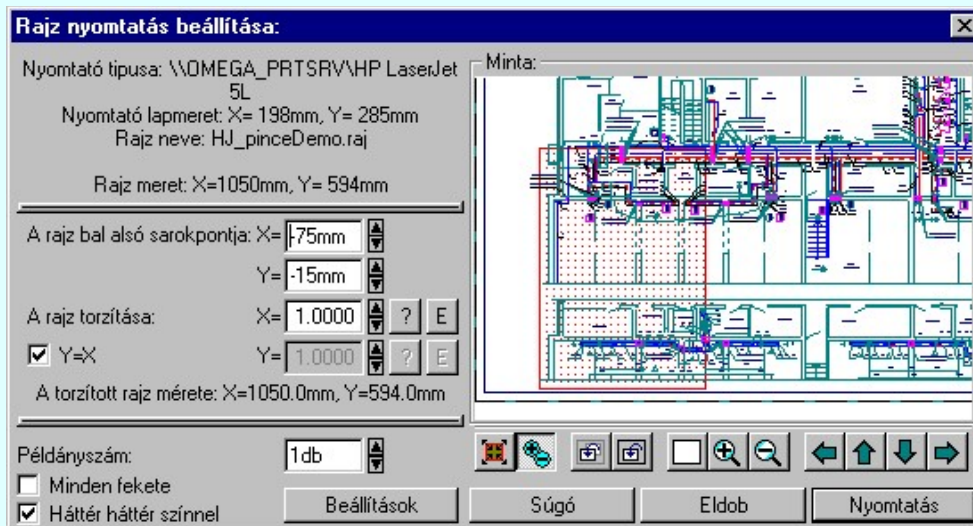 Rajz nyomtatás beállítása:
Nyomtató tipusa: \\OMEGA_PRTSRV\HP LaserJet
5L
Nyomtató lapmeret: X= 198mm, Y= 285mm
Rajz neve: HJ_pinceDemo.raj
Rajz meret: X=1050mm, Y= 594mm
A rajz bal alsó sarokpontja: X= -75mm
Y= -15mm
A rajz torzítása: X= 1.0000 ? E
Y=X Y= 1.0000 ? E
A torzított rajz mérete: X=1050.0mm, Y=594.0mm
Példányszám: 1db
Minden fekete
Háttér háttér színnel
Minta:
Beállítások Súgó Eldob Nyomtatás